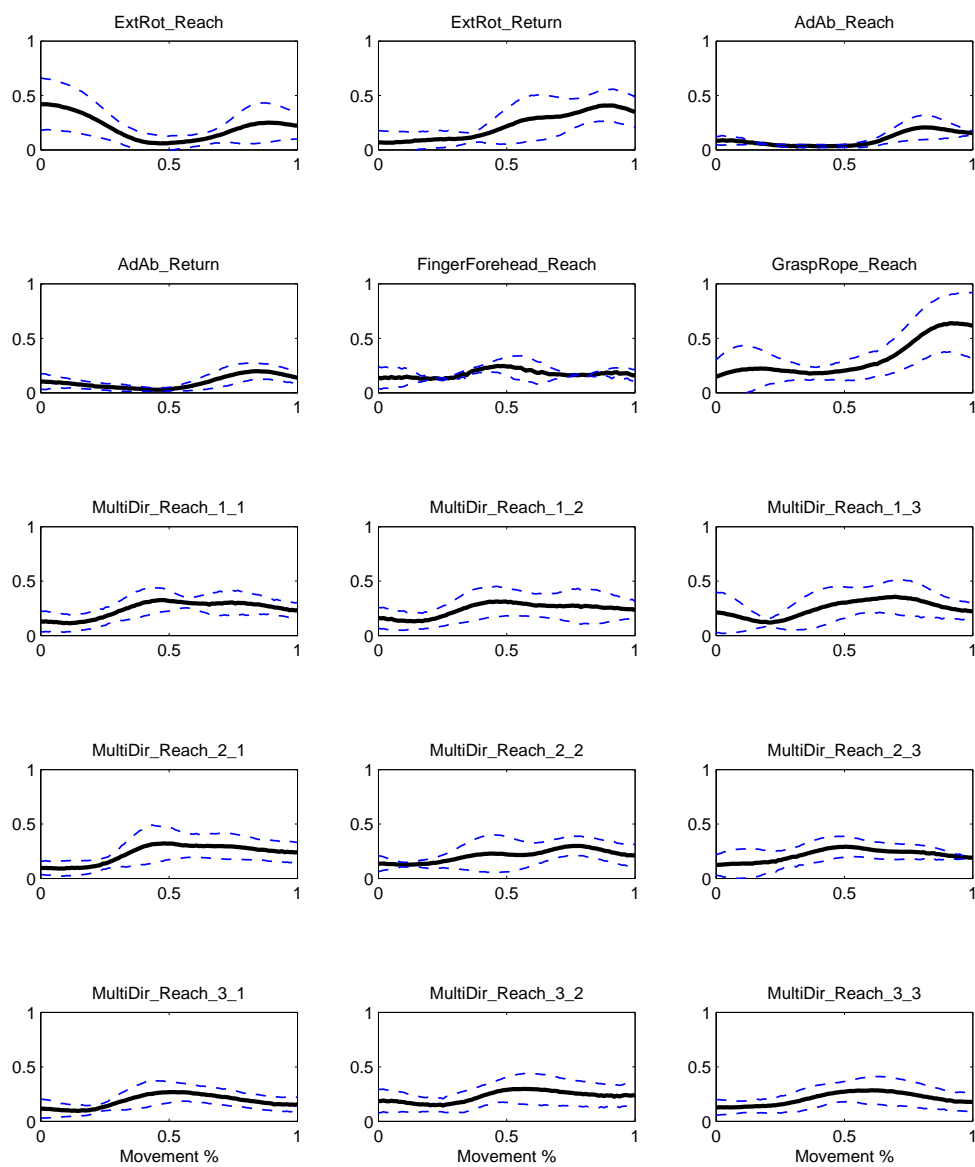 ExtRot_Reach
ExtRot_Return
AdAb_Reach
1
0.5
0
0 0.5 1
1
0.5
0
0 0.5 1
1
0.5
0
0 0.5 1
AdAb_Return
FingerForehead_Reach
GraspRope_Reach
1
0.5
0
0 0.5 1
1
0.5
0
0 0.5 1
1
0.5
0
0 0.5 1
MultiDir_Reach_1_1
MultiDir_Reach_1_2
MultiDir_Reach_1_3
1
0.5
0
0 0.5 1
1
0.5
0
0 0.5 1
1
0.5
0
0 0.5 1
MultiDir_Reach_2_1
MultiDir_Reach_2_2
MultiDir_Reach_2_3
1
0.5
0
0 0.5 1
1
0.5
0
0 0.5 1
1
0.5
0
0 0.5 1
MultiDir_Reach_3_1
MultiDir_Reach_3_2
MultiDir_Reach_3_3
1
0.5
0
0 0.5 1
Movement %
1
0.5
0
0 0.5 1
Movement %
1
0.5
0
0 0.5 1
Movement %